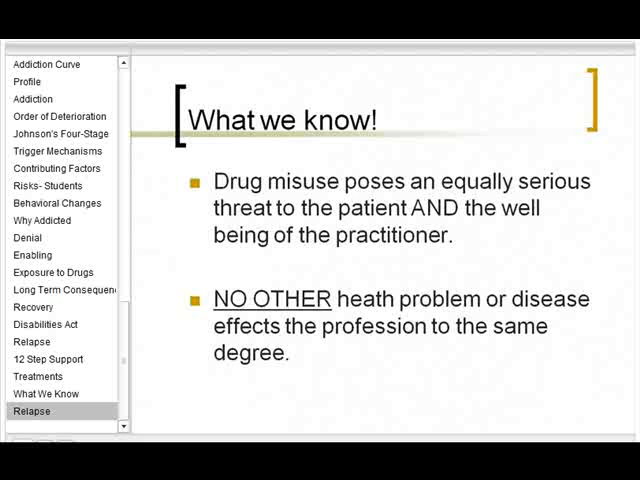 Addiction Curve
Profile
Addiction
Order of Deterioration
Johnson's Four-Stage
Trigger Mechanisms
Contributing Factors
Risks- Students
Behavioral Changes
Why Addicted
Denial
Enabling
Exposure to Drugs
Long Term Consequen
Recovery
Disabilities Act
Relapse
12 Step Support
Treatments
What We Know
Relapse
What we know!
Drug misuse poses an equally serious
threat to the patient AND the well
being of the practitioner.
NO OTHER heath problem or disease
effects the profession to the same
degree.